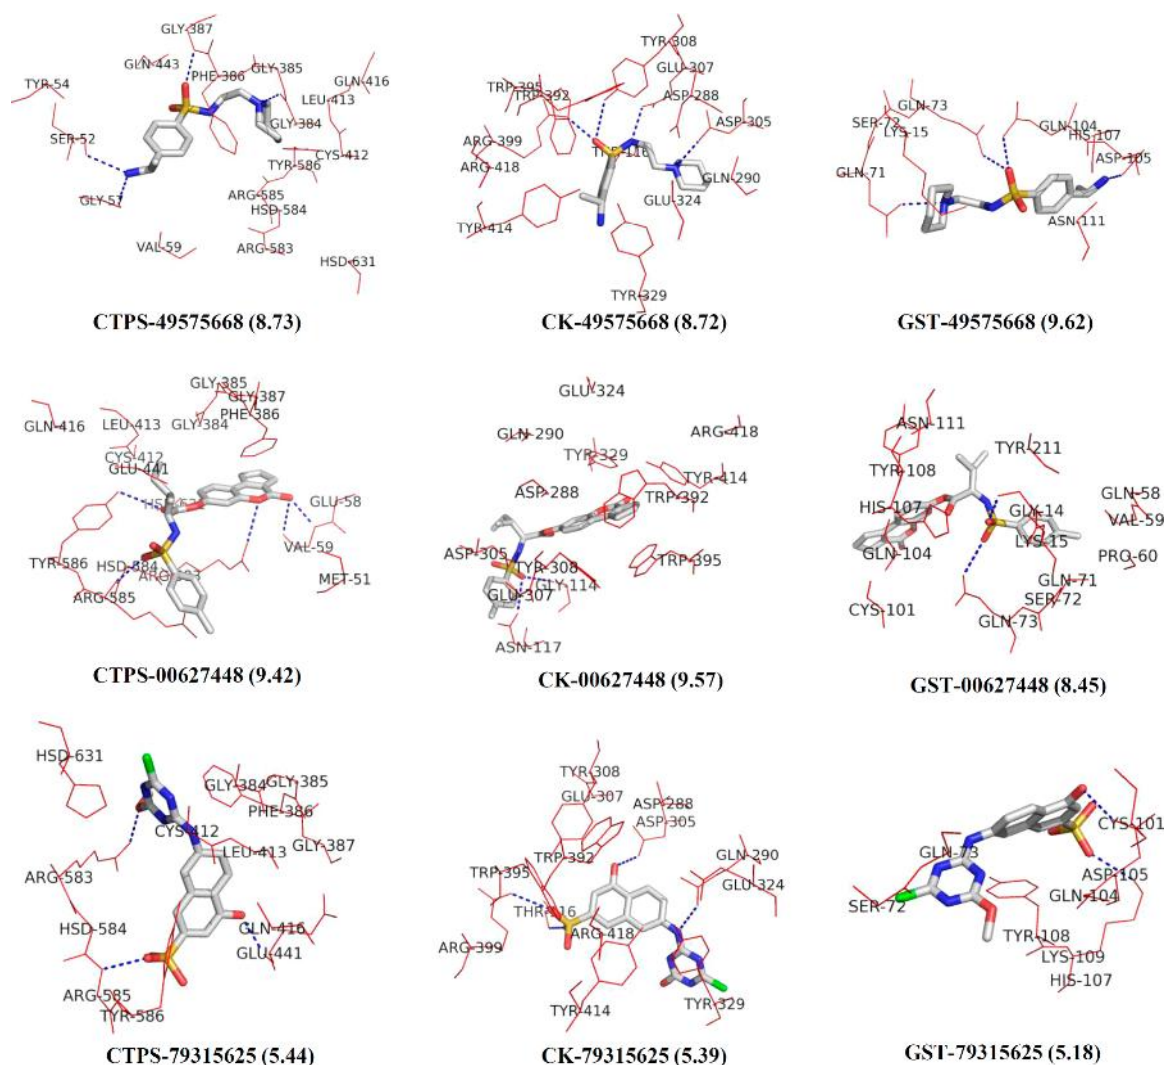 GLY-387
GLN-443
PHE-386
GLY-385
TYR-54
GLN-416
LEU-413
GLY-384
SER-52
CYS-412
TYR-586
ARG-585
GLY-57
HSD-584
VAL-59
ARG-583
HSD-631
CTPS-49575668 (8.73)
TYR-308
GLU-307
TRP-395
TRP-392
ASP-288
ASP-305
ARG-399
THR-116
ARG-418
GLN-290
GLU-324
TYR-414
TYR-329
CK-49575668 (8.72)
GLN-73
SER-72
LYS-15
GLN-104
HIS-107
ASP-105
GLN-71
ASN-111
GST-49575668 (9.62)
GLY-385
GLY-387
GLY-384
PHE-386
GLN-416
LEU-413
CYS-412
GLU-441
GLU-58
VAL-59
TYR-586
HSD-584
MET-51
ARG-585
CTPS-00627448 (9.42)
GLU-324
GLN-290
ARG-418
TYR-329
TYR-414
ASP-288
TRP-392
ASP-305
TYR-308
TRP-395
GLY-114
GLU-307
ASN-117
CK-00627448 (9.57)
ASN-111
TYR-211
TYR-108
GLN-58
HIS-107
GLY-14
VAL-59
LYS-15
GLN-104
PRO-60
GLN-71
CYS-101
SER-72
GLN-73
GST-00627448 (8.45)
HSD-631
GLY-384
GLY-385
PHE-386
CYS-412
GLY-387
LEU-413
ARG-583
HSD-584
GLN-416
GLU-441
ARG-585
TYR-586
CTPS-79315625 (5.44)
TYR-308
GLU-307
ASP-288
ASP-305
TRP-392
GLN-290
TRP-395
GLU-324
THR-116
ARG-418
ARG-399
TYR-414
TYR-329
CK-79315625 (5.39)
CYS-101
GLN-73
ASP-105
GLN-104
SER-72
TYR-108
LYS-109
HIS-107
GST-79315625 (5.18)